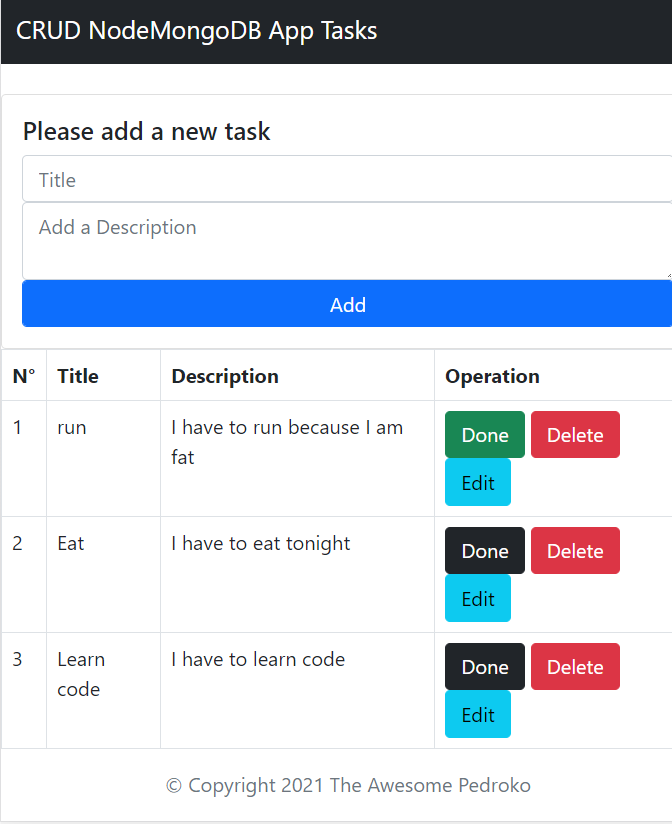 CRUD NodeMongoDB App Tasks
Please add a new task
Title
Add a Description
Add
N° Title Description Operation
1 run I have to run because I am Done Delete
fat
Edit
2 Eat I have to eat tonight Done Delete
Edit
3 Learn I have to learn code Done Delete
code
Edit
© Copyright 2021 The Awesome Pedroko